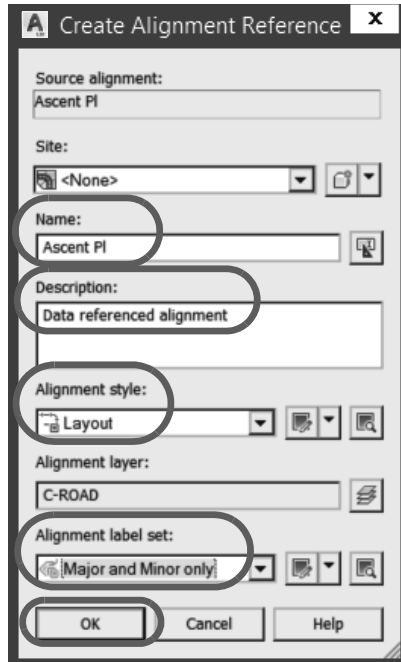 Create Alignment Reference
x
Source alignment:
Ascent Pl
Site:
<None>
Name:
Ascent Pl
Description:
Data referenced alignment
Alignment style:
Layout
Alignment layer:
C-ROAD
Alignment label set:
Major and Minor only
OK Cancel Help